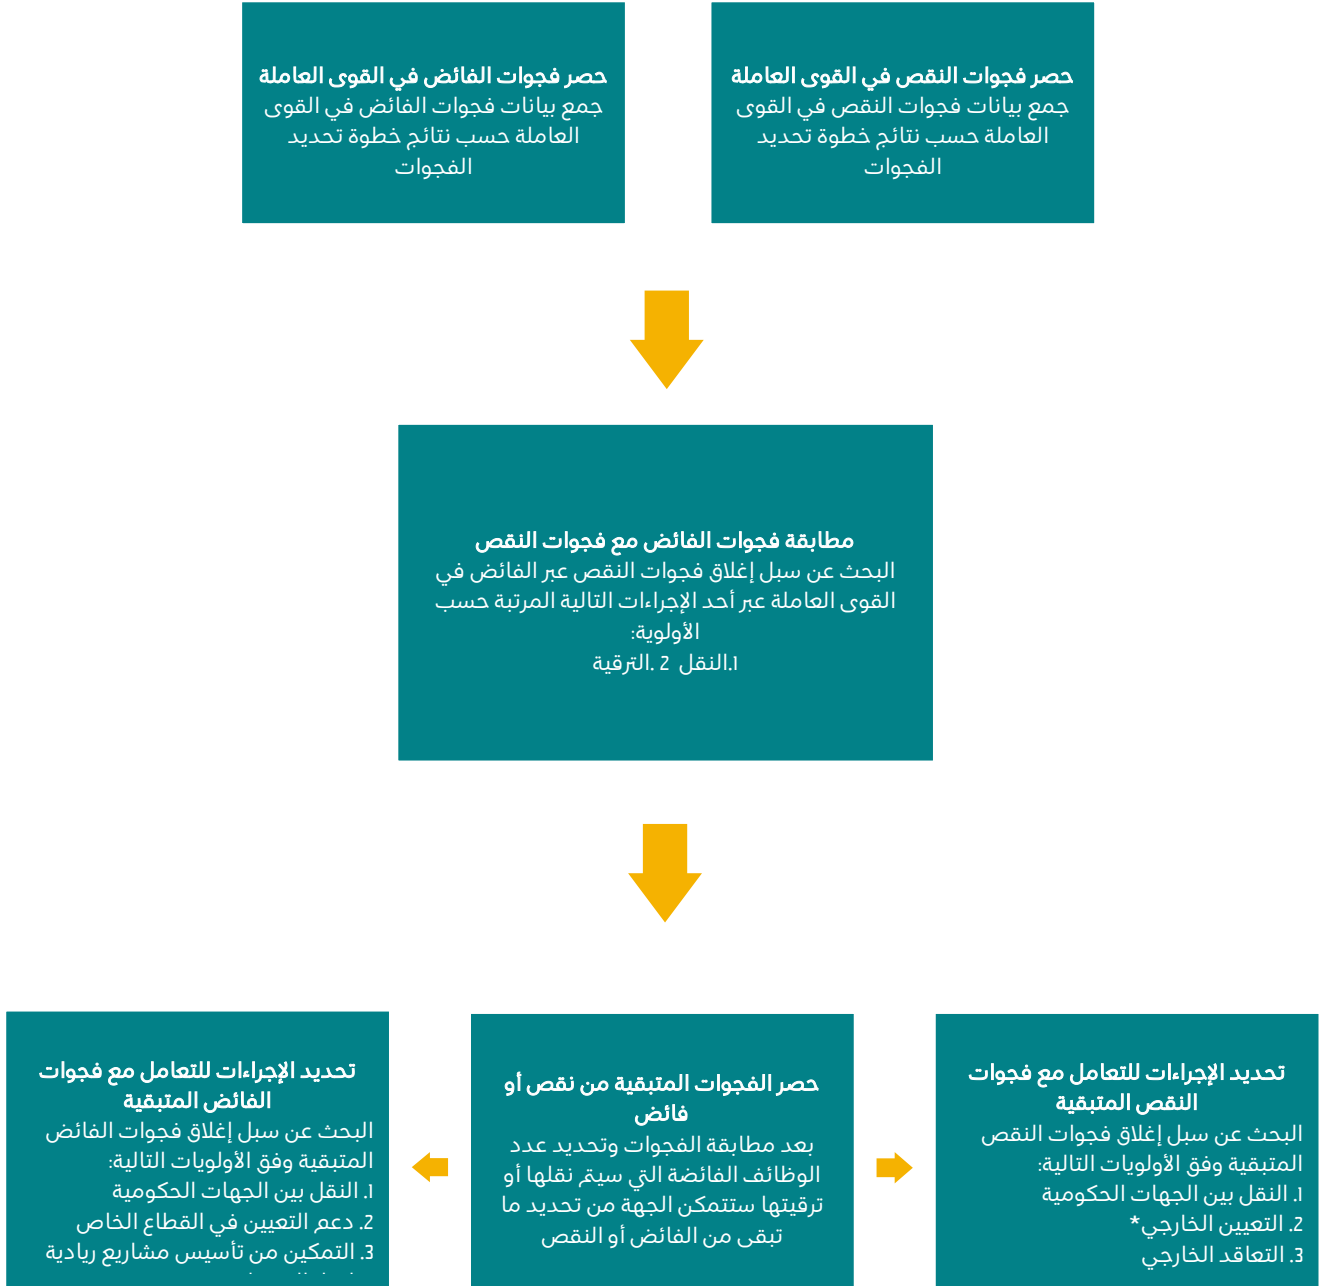 حصر فجوات النقص في القوى العاملة
جمع بيانات فجوات النقص في القوى
العاملة حسب نتائج خطوة تحديد
الفجوات
حصر فجوات الفائض في القوى العاملة
جمع بيانات فجوات الفائض في القوى
العاملة حسب نتائج خطوة تحديد
الفجوات
مطابقة فجوات الفائض مع فجوات النقص
البحث عن سبل إغلاق فجوات النقص عبر الفائض في
القوى العاملة عبر أحد الإجراءات التالية المرتبة حسب
الأولوية:
1.النقل 2 .الترقية
تحديد الإجراءات للتعامل مع فجوات
النقص المتبقية
البحث عن سبل إغلاق فجوات النقص
المتبقية وفق الأولويات التالية:
1. النقل بين الجهات الحكومية
2. التعيين الخارجي*
3. التعاقد الخارجي
حصر الفجوات المتبقية من نقص أو
فائض
بعد مطابقة الفجوات وتحديد عدد
الوظائف الفائضة التي سيتم نقلها أو
ترقيتها ستتمكن الجهة من تحديد ما
تبقى من الفائض أو النقص
تحديد الإجراءات للتعامل مع فجوات
الفائض المتبقية
البحث عن سبل إغلاق فجوات الفائض
المتبقية وفق الأولويات التالية:
1. النقل بين الجهات الحكومية
2. دعم التعيين في القطاع الخاص
3. التمكين من تأسيس مشاريع ريادية